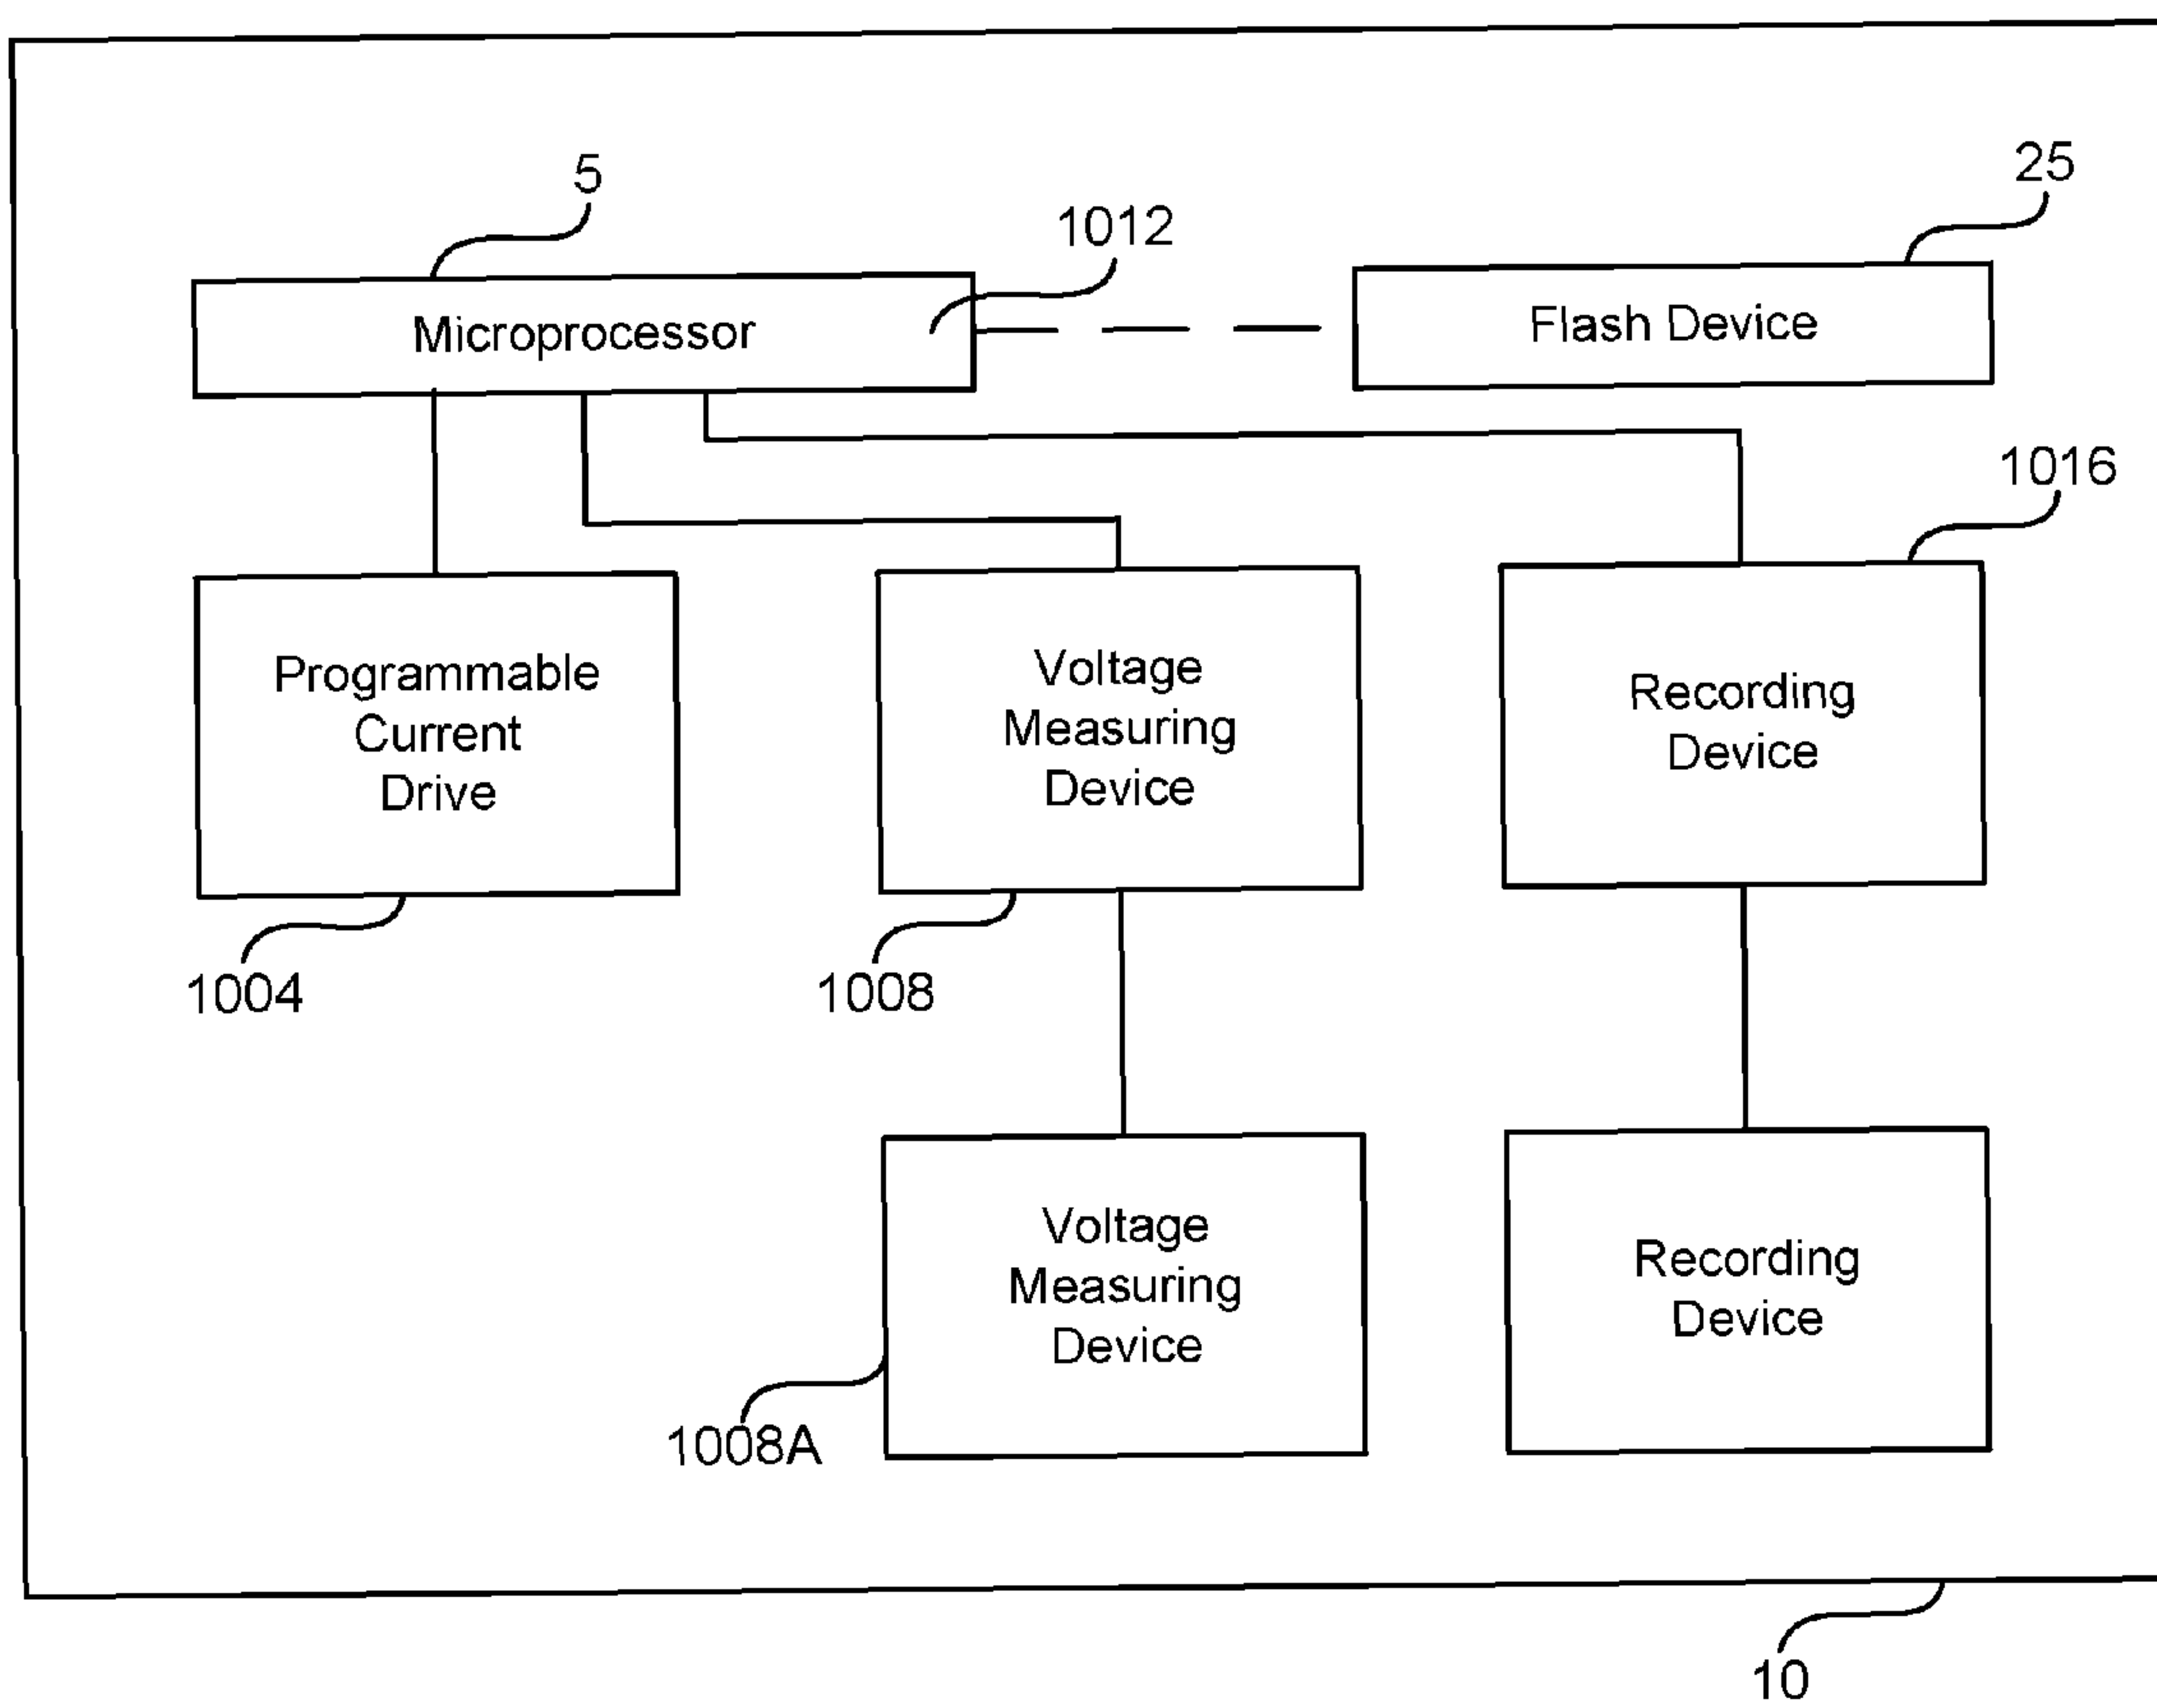 5
25
1012
Microprocessor
Flash Device
1016
Programmable
Current
Drive
Voltage
Measuring
Device
Recording
Device
1004
1008
Voltage
Measuring
Device
Recording
Device
1008A
10